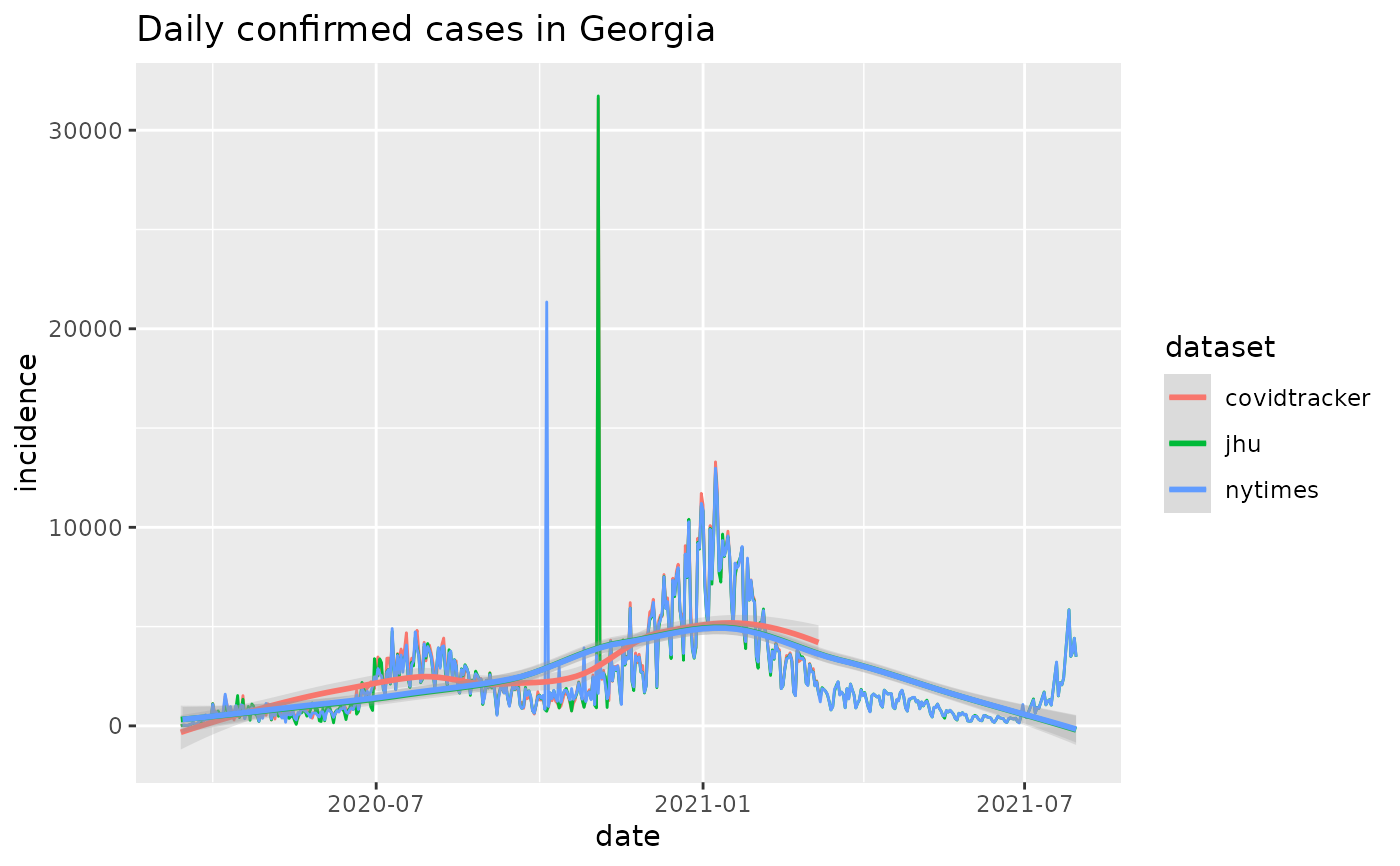 Daily confirmed cases in Georgia
30000
20000
10000
0
incidence
2020-07
2021-01
2021-07
date
dataset
covidtracker
jhu
nytimes